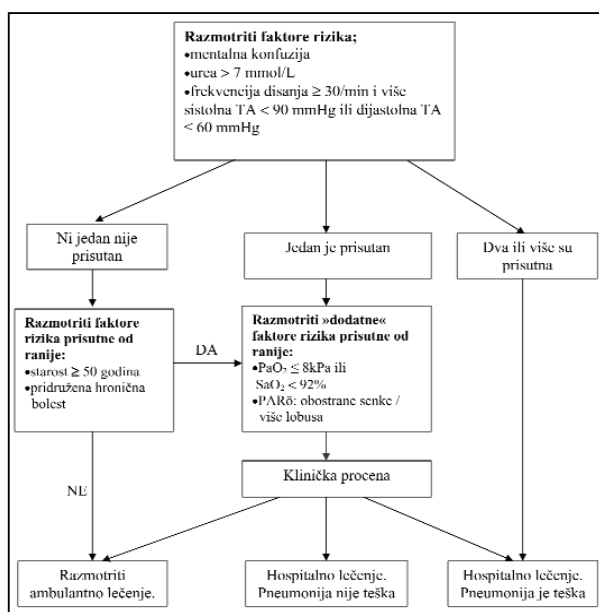 Razmotriti faktore rizika;
•mentalna konfuzija
•urea > 7 mmol/L
•frekvencija disanja ≥ 30/min i više
sistolna TA < 90 mmHg ili dijastolna TA
≤ 60 mmHg
Ni jedan nije
prisutan
Jedan je prisutan
Dva ili više su
prisutna
Razmotriti faktore
rizika prisutne od
ranije:
•starost ≥ 50 godina
•pridružena hronična
bolest
DA
Razmotriti »dodatne«
faktore rizika prisutne od
ranije:
•PaO₂ ≤ 8kPa ili
SaO₂ < 92%
•PARö: obostrane senke /
više lobusa
NE
Klinička procena
Razmotriti
ambulantno lečenje.
Hospitalno lečenje.
Pneumonija nije teška
Hospitalno lečenje.
Pneumonija je teška